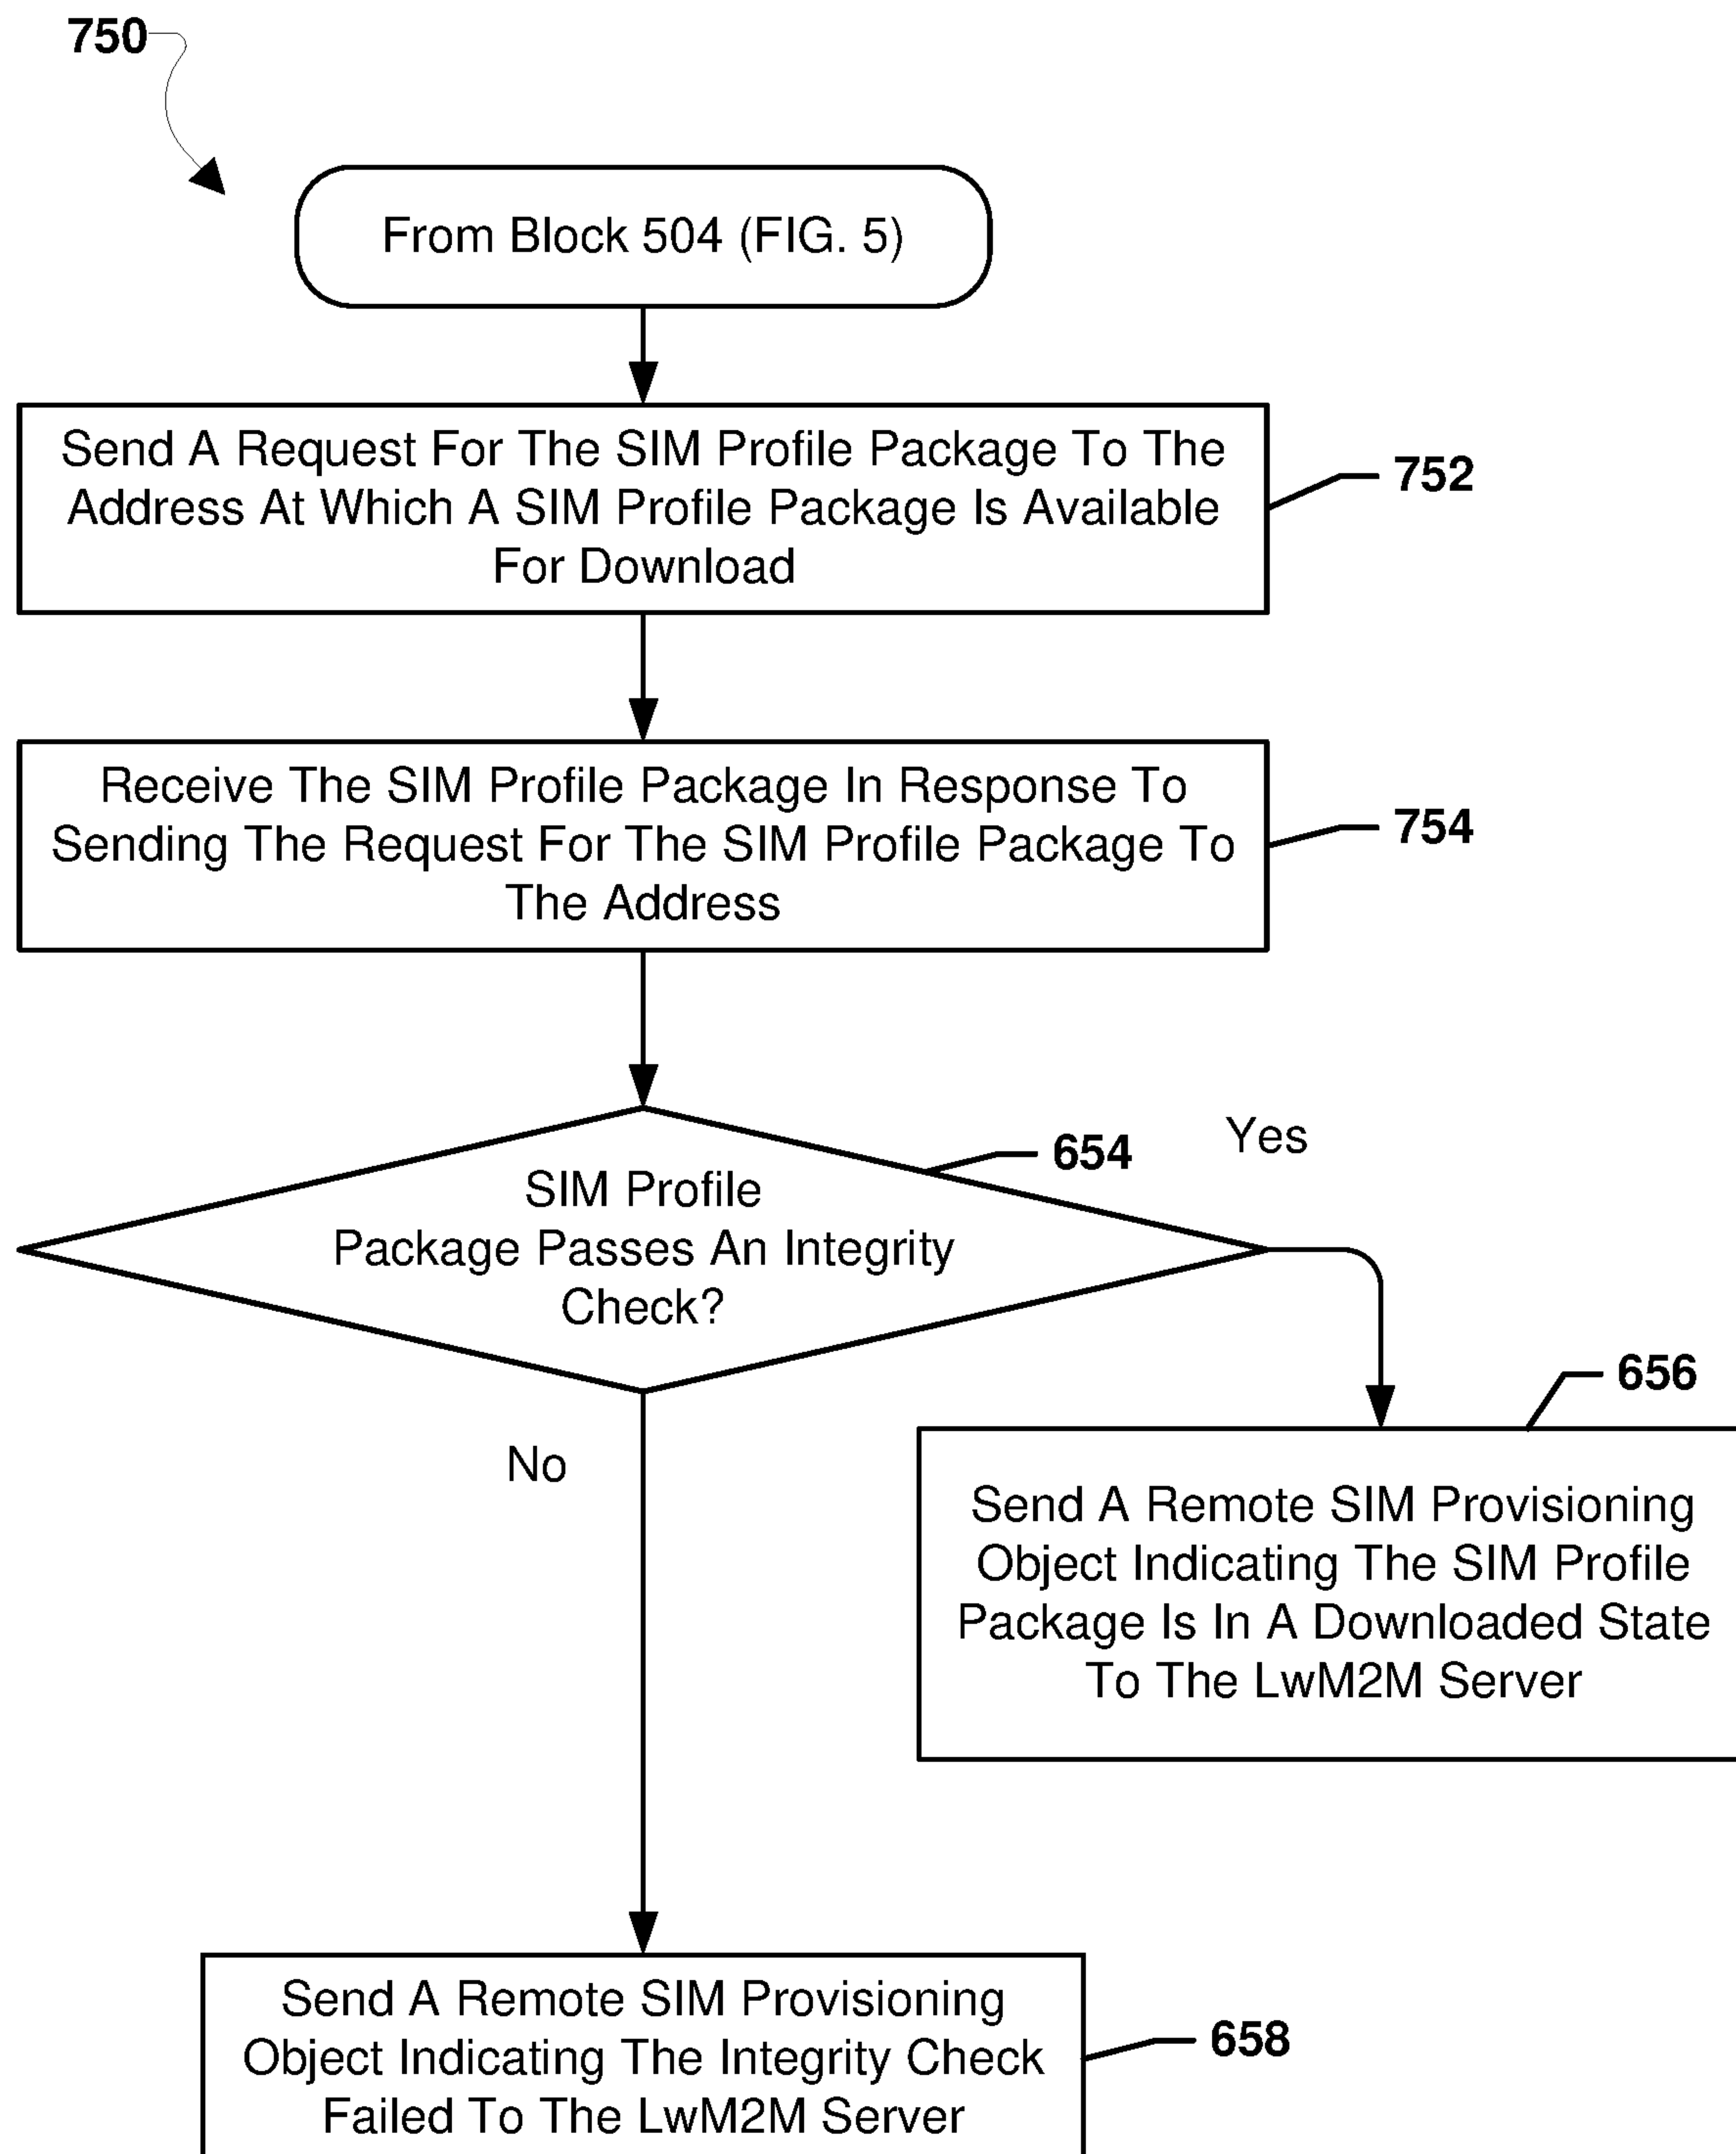 750
From Block 504 (FIG. 5)
Send A Request For The SIM Profile Package To The
Address At Which A SIM Profile Package Is Available
For Download
752
Receive The SIM Profile Package In Response To
Sending The Request For The SIM Profile Package To
The Address
754
654
Yes
SIM Profile
Package Passes An Integrity
Check?
656
No
Send A Remote SIM Provisioning
Object Indicating The SIM Profile
Package Is In A Downloaded State
To The LwM2M Server
Send A Remote SIM Provisioning
Object Indicating The Integrity Check
Failed To The LwM2M Server
658